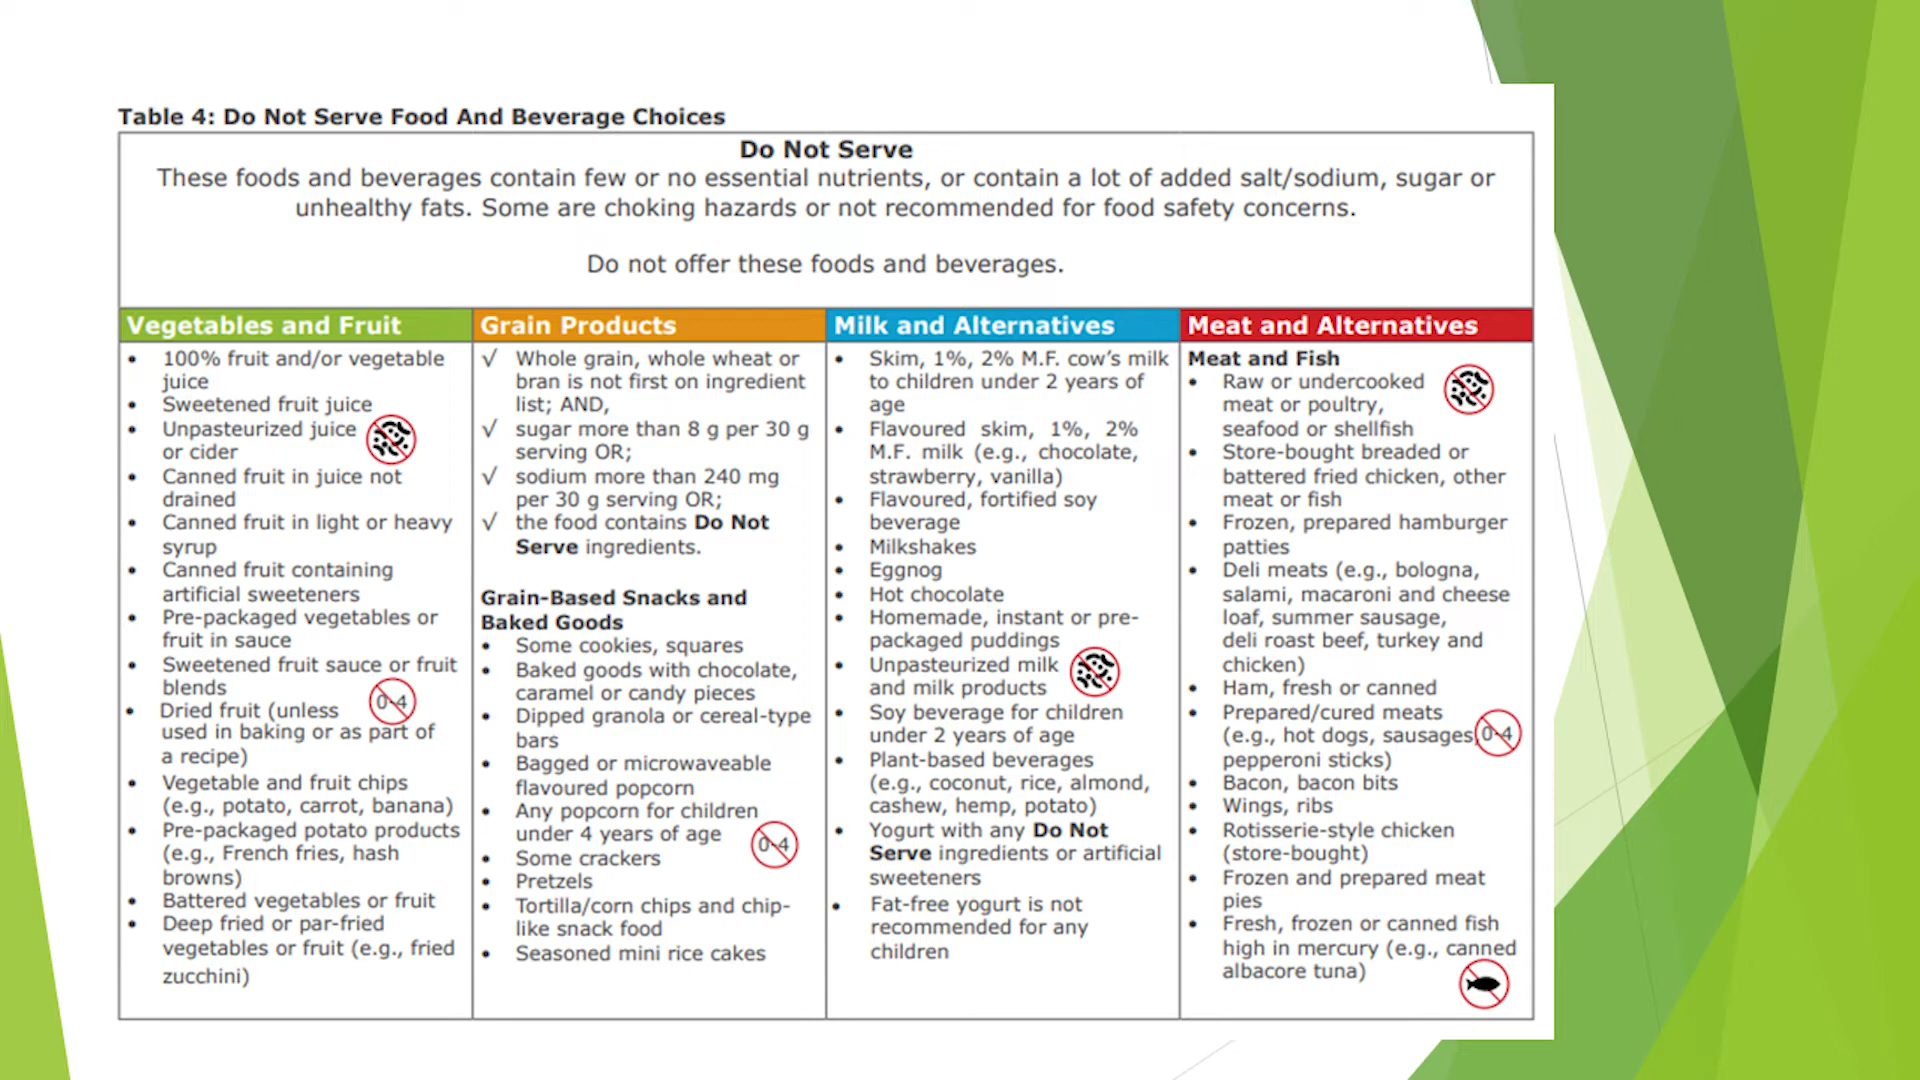 Table 4: Do Not Serve Food And Beverage Choices
Do Not Serve
These foods and beverages contain few or no essential nutrients, or contain a lot of added salt/sodium, sugar or
unhealthy fats. Some are choking hazards or not recommended for food safety concerns.
Do not offer these foods and beverages.
Vegetables and Fruit
• 100% fruit and/or vegetable
juice
• Sweetened fruit juice
• Unpasteurized juice
or cider
• Canned fruit in juice not
drained
• Canned fruit in light or heavy
syrup
• Canned fruit containing
artificial sweeteners
• Pre-packaged vegetables or
fruit in sauce
• Sweetened fruit sauce or fruit
blends
0-4
• Dried fruit (unless
used in baking or as part of
a recipe)
• Vegetable and fruit chips
(e.g., potato, carrot, banana)
• Pre-packaged potato products
(e.g., French fries, hash
browns)
• Battered vegetables or fruit
• Deep fried or par-fried
vegetables or fruit (e.g., fried
zucchini)
Grain Products
√ Whole grain, whole wheat or
bran is not first on ingredient
list; AND,
√ sugar more than 8 g per 30 g
serving OR;
√ sodium more than 240 mg
per 30 g serving OR;
√ the food contains Do Not
Serve ingredients.
Grain-Based Snacks and
Baked Goods
• Some cookies, squares
• Baked goods with chocolate,
caramel or candy pieces
• Dipped granola or cereal-type
bars
• Bagged or microwaveable
flavoured popcorn
• Any popcorn for children
under 4 years of age
0-4
• Some crackers
• Pretzels
• Tortilla/corn chips and chip-
like snack food
• Seasoned mini rice cakes
Milk and Alternatives
• Skim, 1%, 2% M.F. cow's milk
to children under 2 years of
age
• Flavoured skim, 1%, 2%
M.F. milk (e.g., chocolate,
strawberry, vanilla)
• Flavoured, fortified soy
beverage
• Milkshakes
• Eggnog
• Hot chocolate
• Homemade, instant or pre-
packaged puddings
• Unpasteurized milk
and milk products
• Soy beverage for children
under 2 years of age
• Plant-based beverages
(e.g., coconut, rice, almond,
cashew, hemp, potato)
• Yogurt with any Do Not
Serve ingredients or artificial
sweeteners
• Fat-free yogurt is not
recommended for any
children
Meat and Alternatives
Meat and Fish
• Raw or undercooked
meat or poultry,
seafood or shellfish
• Store-bought breaded or
battered fried chicken, other
meat or fish
• Frozen, prepared hamburger
patties
• Deli meats (e.g., bologna,
salami, macaroni and cheese
loaf, summer sausage,
deli roast beef, turkey and
chicken)
• Ham, fresh or canned
• Prepared/cured meats
(e.g., hot dogs, sausages,
0-4
pepperoni sticks)
• Bacon, bacon bits
• Wings, ribs
• Rotisserie-style chicken
(store-bought)
• Frozen and prepared meat
pies
• Fresh, frozen or canned fish
high in mercury (e.g., canned
albacore tuna)